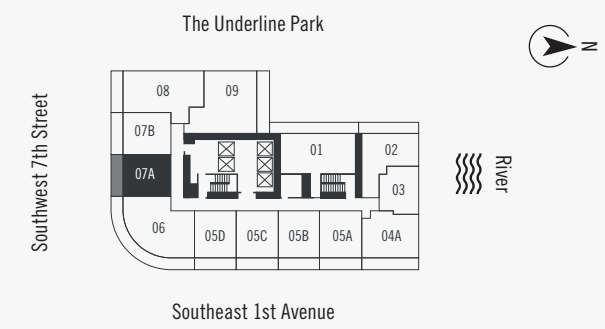 The Underline Park
N
Southwest 7th Street
08
09
07B
01
02
07A
03
River
06
05D
05C
05B
05A
04A
Southeast 1st Avenue